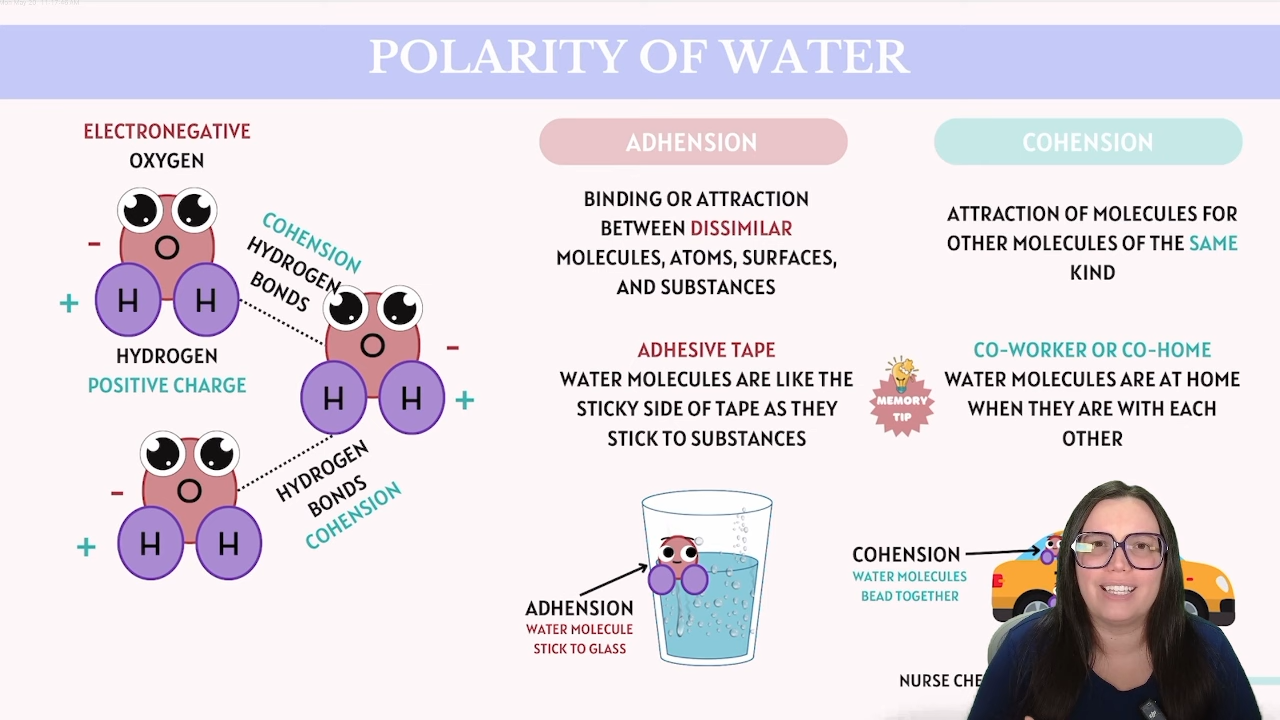 POLARITY OF WATER
ELECTRONEGATIVE
OXYGEN
-
O
+
H
H
HYDROGEN
POSITIVE CHARGE
COHENSION
HYDROGEN
BONDS
O
-
H
H
+
HYDROGEN
BONDS
COHENSION
-
O
+
H
H
ADHENSION
BINDING OR ATTRACTION
BETWEEN DISSIMILAR
MOLECULES, ATOMS, SURFACES,
AND SUBSTANCES
ADHESIVE TAPE
WATER MOLECULES ARE LIKE THE
STICKY SIDE OF TAPE AS THEY
STICK TO SUBSTANCES
ADHENSION
WATER MOLECULE
STICK TO GLASS
MEMORY
TIP
COHENSION
ATTRACTION OF MOLECULES FOR
OTHER MOLECULES OF THE SAME
KIND
CO-WORKER OR CO-HOME
WATER MOLECULES ARE AT HOME
WHEN THEY ARE WITH EACH
OTHER
COHENSION
WATER MOLECULES
BEAD TOGETHER
NURSE CHE